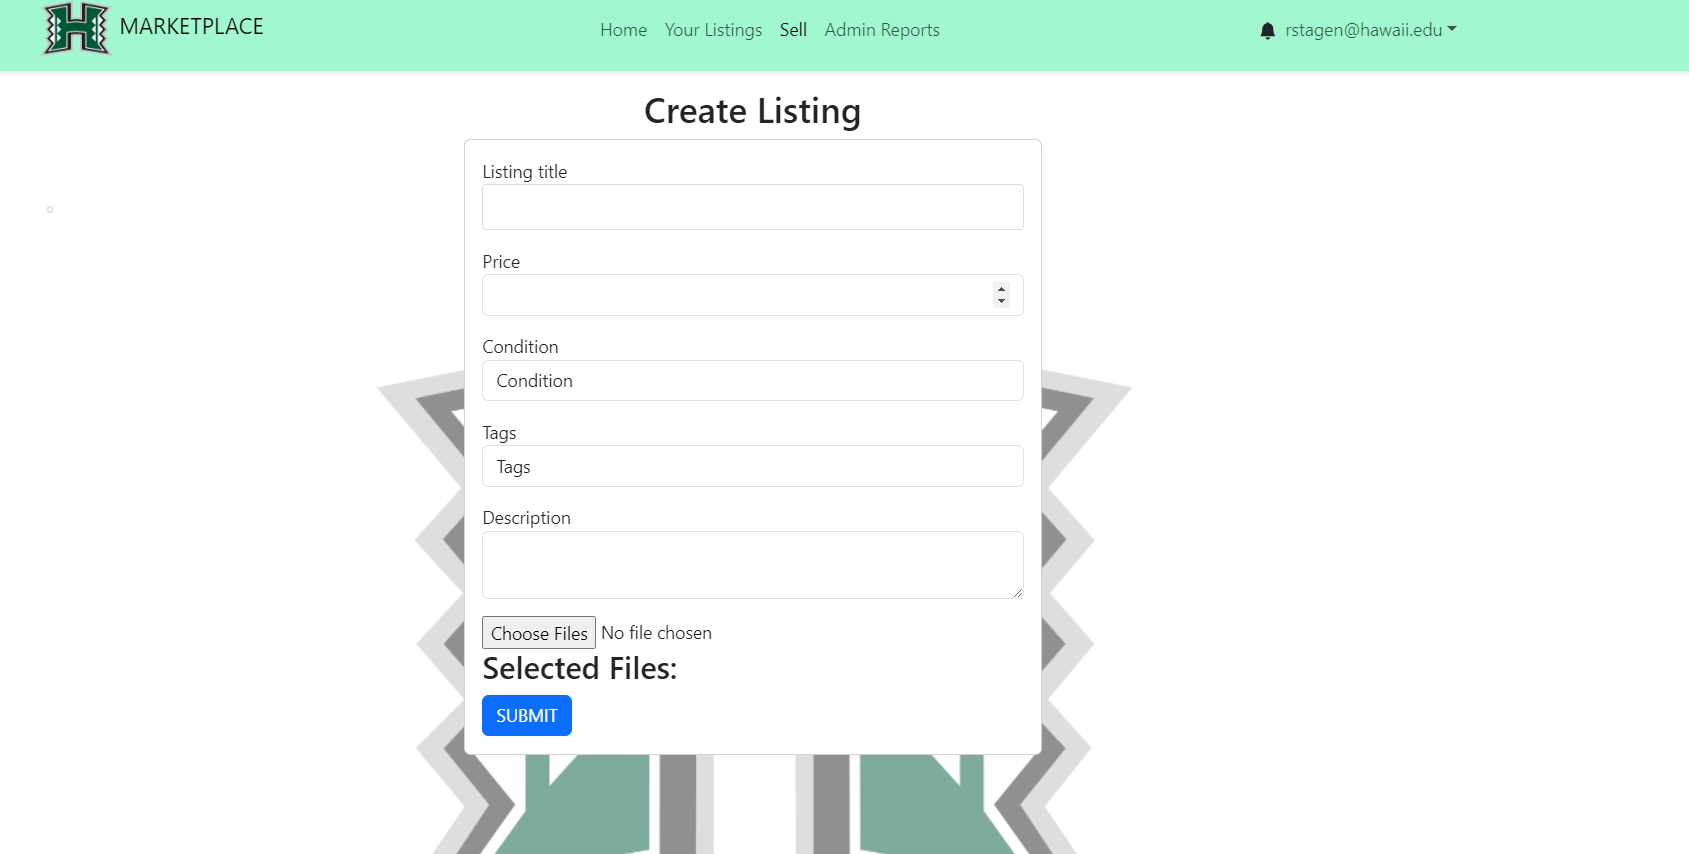 MARKETPLACE
Home Your Listings Sell Admin Reports
rstagen@hawaii.edu
Create Listing
Listing title
Price
Condition
Condition
Tags
Tags
Description
Choose Files No file chosen
Selected Files:
SUBMIT